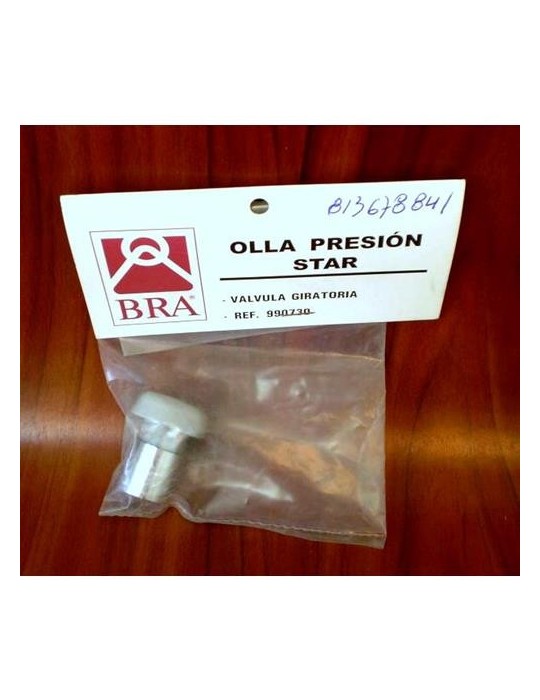 813678841
OLLA PRESIÓN
STAR
BRA®
- VALVULA GIRATORIA
- REF. 990730